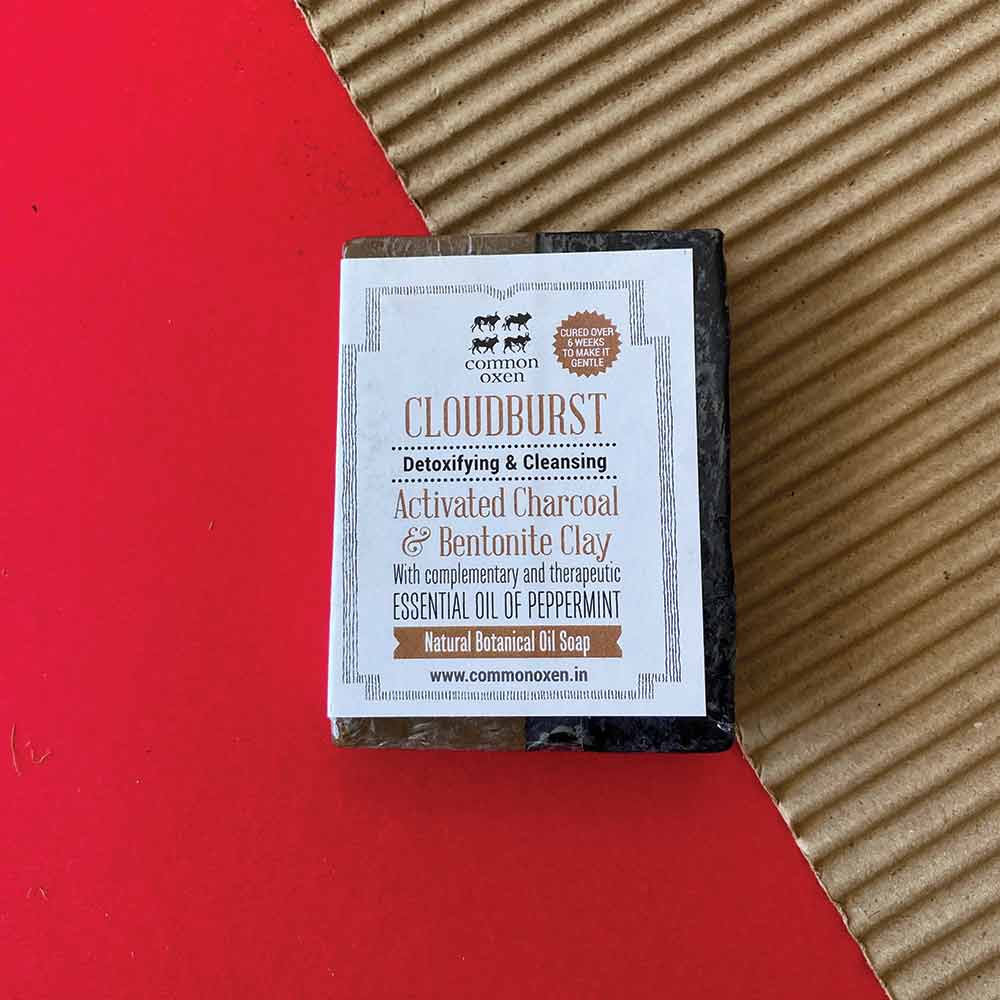 common
oxen
CURED OVER
6 WEEKS
TO MAKE IT
GENTLE
CLOUDBURST
Detoxifying & Cleansing
Activated Charcoal
& Bentonite Clay
With complementary and therapeutic
ESSENTIAL OIL OF PEPPERMINT
Natural Botanical Oil Soap
www.commonoxen.in